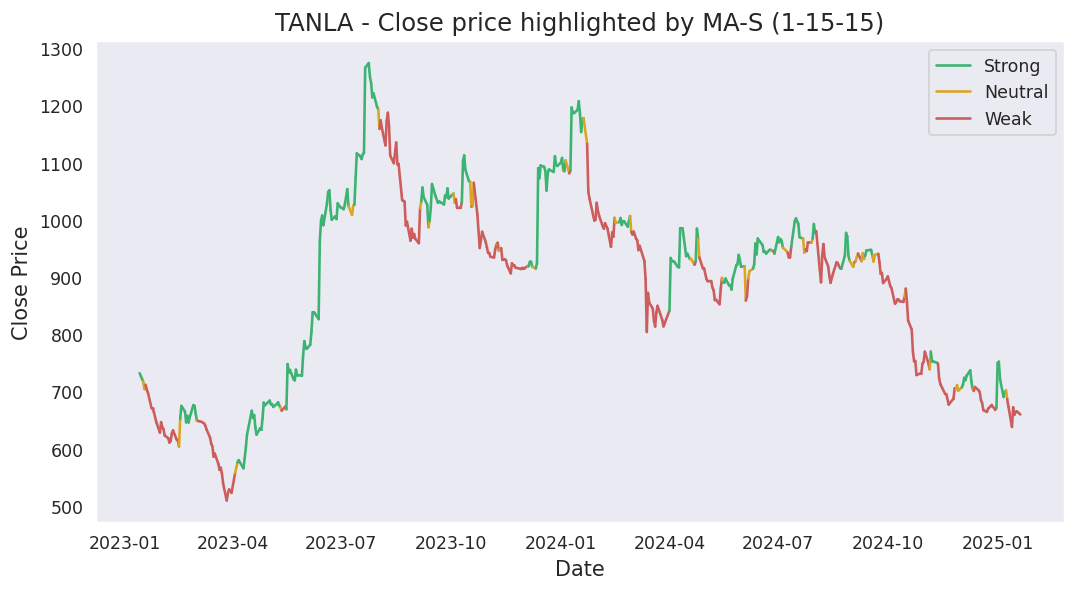 TANLA - Close price highlighted by MA-S (1-15-15)
Strong
Neutral
Weak
Close Price
1300
1200
1100
1000
900
800
700
600
500
2023-01 2023-04 2023-07 2023-10 2024-01 2024-04 2024-07 2024-10 2025-01
Date